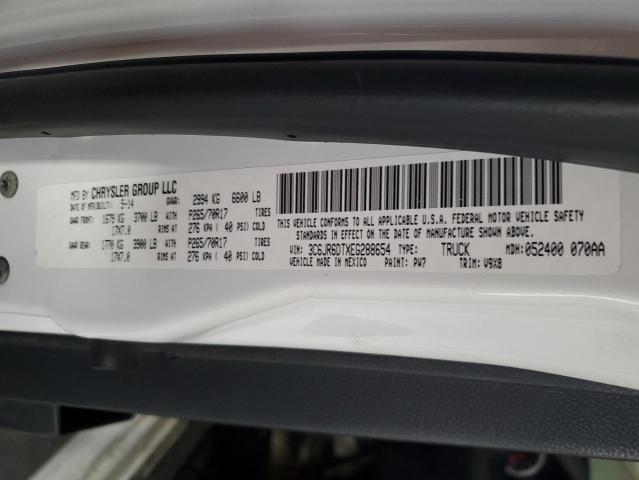 MFD BY CHRYSLER GROUP LLC GVWR: 2994 KG 6600 LB
DATE OF MFR/BUILT: 5-14
GAWR FRONT: 1679 KG 3700 LB WITH P265/70R17 TIRES
17X7.0 RIMS AT 276 KPA ( 40 PSI) COLD
GAWR REAR: 1770 KG 3900 LB WITH P265/70R17 TIRES
17X7.0 RIMS AT 276 KPA ( 40 PSI) COLD
THIS VEHICLE CONFORMS TO ALL APPLICABLE U.S.A. FEDERAL MOTOR VEHICLE SAFETY
STANDARDS IN EFFECT ON THE DATE OF MANUFACTURE SHOWN ABOVE
VIN: 3C6JR6DTXEG288654 TYPE: TRUCK MDH: 052400 070AA
VEHICLE MADE IN MEXICO PAINT: PW7 TRIM: V9X8